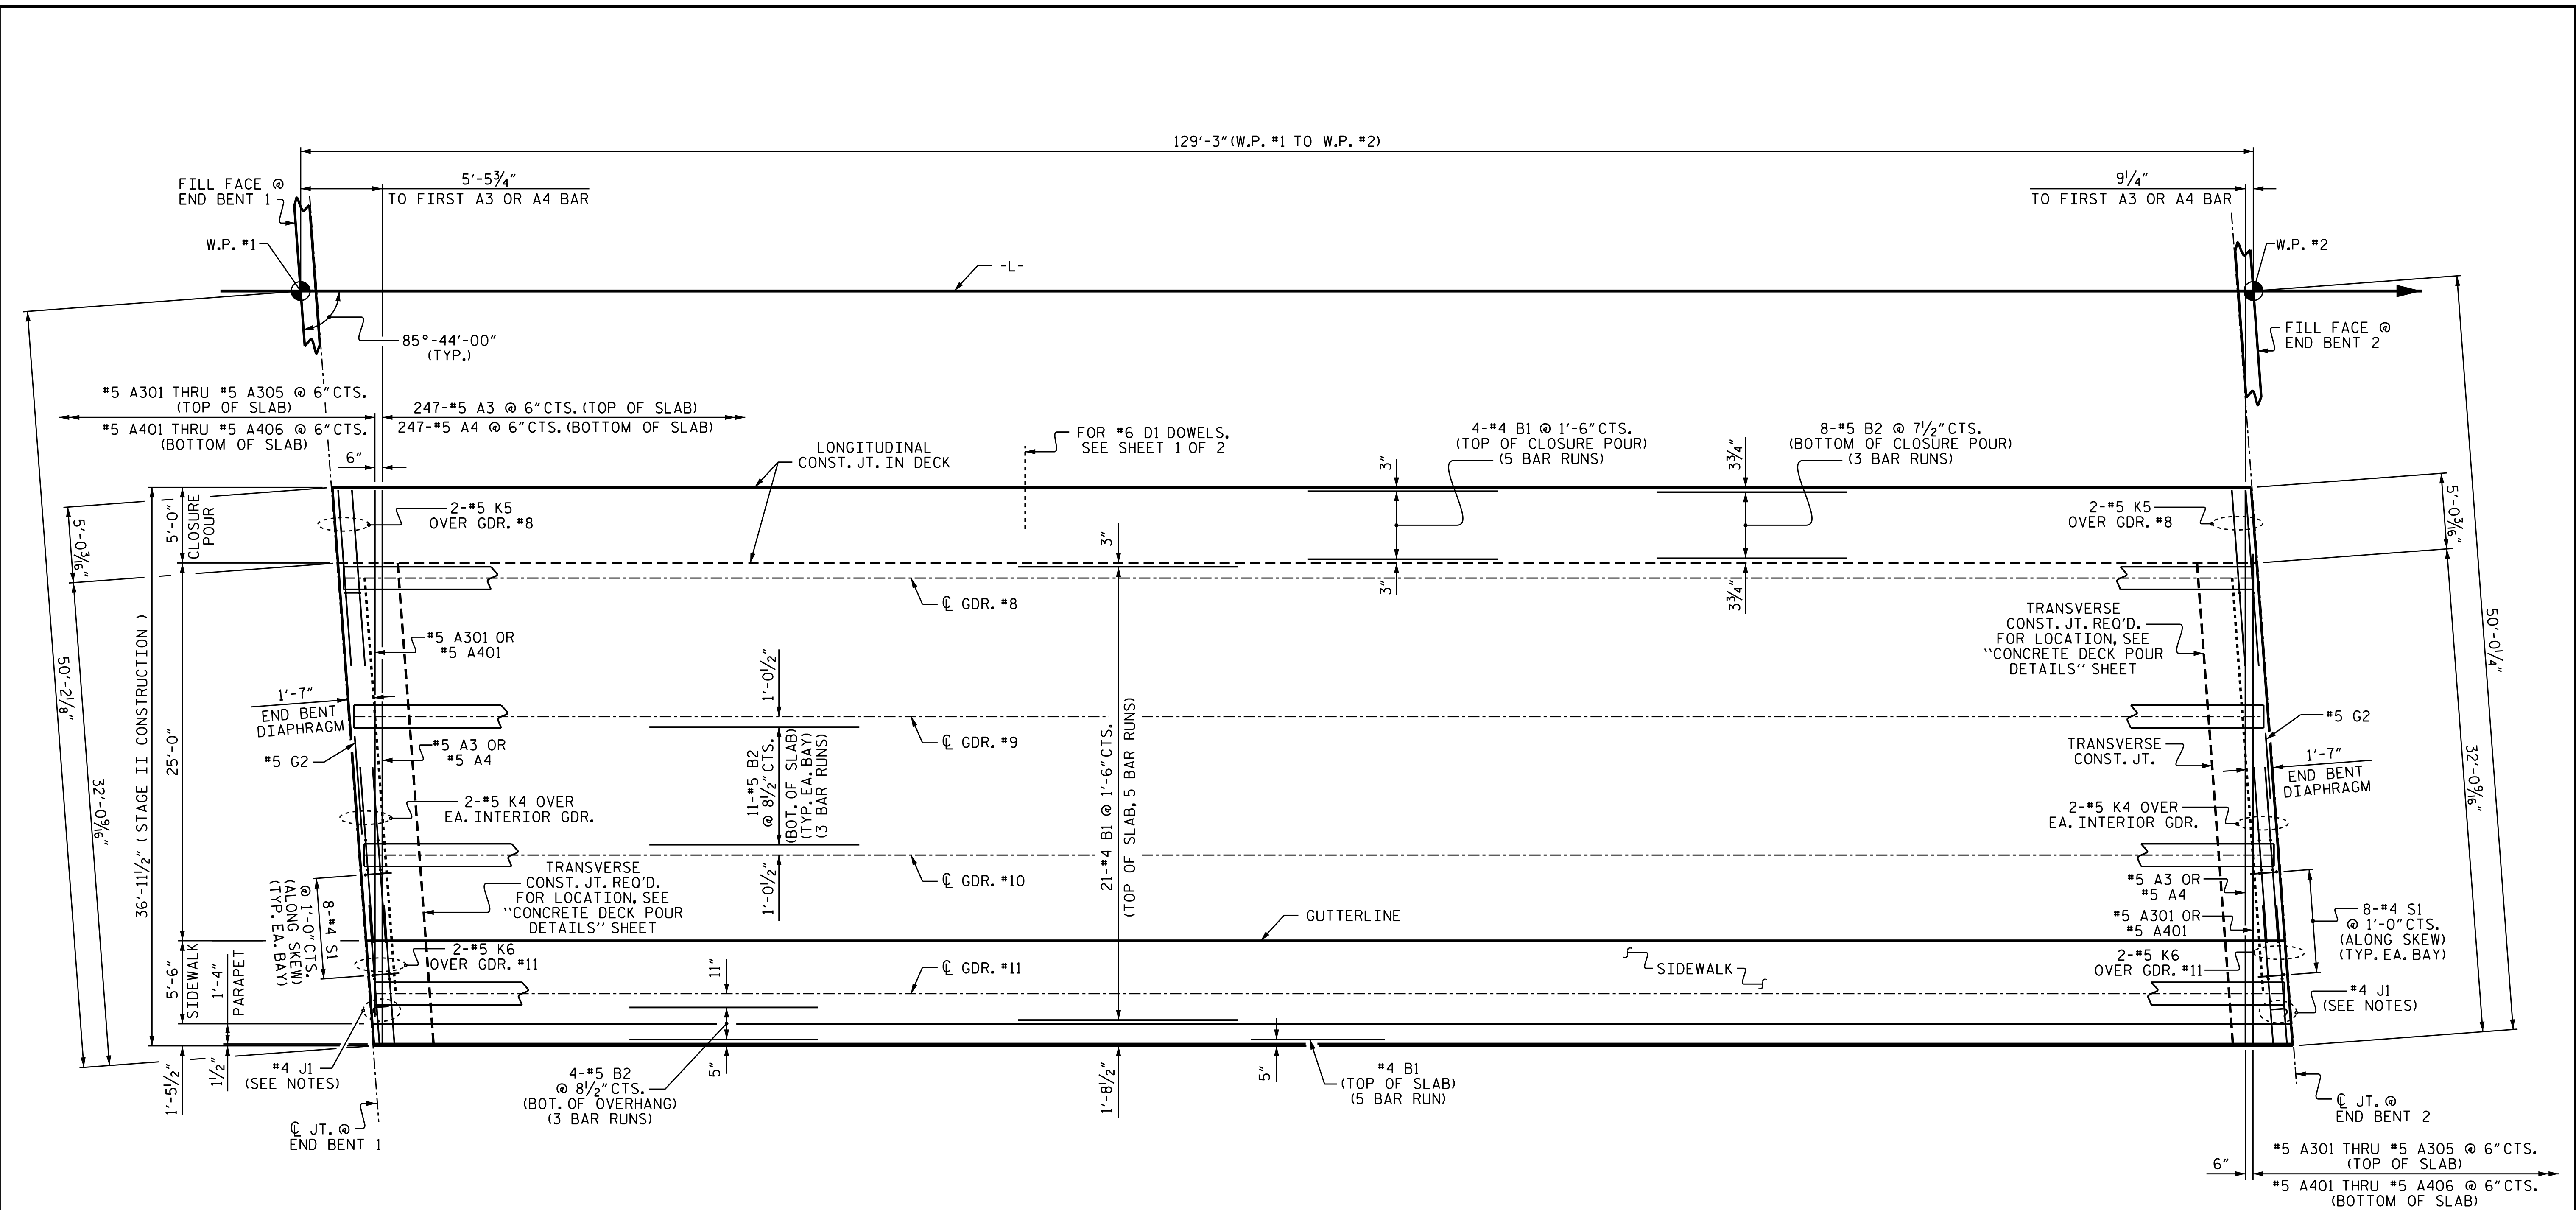 129'-3" (W.P. #1 TO W.P. #2)
FILL FACE @
END BENT 1
5'-5¾"
TO FIRST A3 OR A4 BAR
9¼"
TO FIRST A3 OR A4 BAR
W.P. #1
W.P. #2
-L-
85°-44'-00"
(TYP.)
FILL FACE @
END BENT 2
#5 A301 THRU #5 A305 @ 6" CTS.
(TOP OF SLAB)
#5 A401 THRU #5 A406 @ 6" CTS.
(BOTTOM OF SLAB)
247-#5 A3 @ 6" CTS. (TOP OF SLAB)
247-#5 A4 @ 6" CTS. (BOTTOM OF SLAB)
6"
LONGITUDINAL
CONST. JT. IN DECK
FOR #6 D1 DOWELS,
SEE SHEET 1 OF 2
4-#4 B1 @ 1'-6" CTS.
(TOP OF CLOSURE POUR)
(5 BAR RUNS)
8-#5 B2 @ 7½" CTS.
(BOTTOM OF CLOSURE POUR)
(3 BAR RUNS)
3"
3¾"
5'-0"
CLOSURE
POUR
5'-0³⁄₁₆"
2-#5 K5
OVER GDR. #8
3"
3"
3¾"
2-#5 K5
OVER GDR. #8
5'-0³⁄₁₆"
℄ GDR. #8
#5 A301 OR
#5 A401
TRANSVERSE
CONST. JT. REQ'D.
FOR LOCATION, SEE
"CONCRETE DECK POUR
DETAILS" SHEET
50'-2⅛"
32'-0⁹⁄₁₆"
36'-11½" ( STAGE II CONSTRUCTION )
25'-0"
1'-7"
END BENT
DIAPHRAGM
#5 G2
#5 A3 OR
#5 A4
1'-0½"
11-#5 B2
@ 8½" CTS.
(BOT. OF SLAB)
(TYP. EA. BAY)
(3 BAR RUNS)
1'-0½"
℄ GDR. #9
21-#4 B1 @ 1'-6" CTS.
(TOP OF SLAB, 5 BAR RUNS)
TRANSVERSE
CONST. JT.
#5 G2
1'-7"
END BENT
DIAPHRAGM
50'-0¼"
32'-0⁹⁄₁₆"
2-#5 K4 OVER
EA. INTERIOR GDR.
2-#5 K4 OVER
EA. INTERIOR GDR.
℄ GDR. #10
TRANSVERSE
CONST. JT. REQ'D.
FOR LOCATION, SEE
"CONCRETE DECK POUR
DETAILS" SHEET
8-#4 S1
@ 1'-0" CTS.
(ALONG SKEW)
(TYP. EA. BAY)
#5 A3 OR
#5 A4
#5 A301 OR
#5 A401
8-#4 S1
@ 1'-0" CTS.
(ALONG SKEW)
(TYP. EA. BAY)
GUTTERLINE
5'-6"
SIDEWALK
1'-4"
PARAPET
2-#5 K6
OVER GDR. #11
11"
℄ GDR. #11
SIDEWALK
2-#5 K6
OVER GDR. #11
#4 J1
(SEE NOTES)
1'-5½"
1½"
#4 J1
(SEE NOTES)
4-#5 B2
@ 8½" CTS.
(BOT. OF OVERHANG)
(3 BAR RUNS)
5"
1'-8½"
5"
#4 B1
(TOP OF SLAB)
(5 BAR RUN)
℄ JT. @
END BENT 1
℄ JT. @
END BENT 2
6"
#5 A301 THRU #5 A305 @ 6" CTS.
(TOP OF SLAB)
#5 A401 THRU #5 A406 @ 6" CTS.
(BOTTOM OF SLAB)